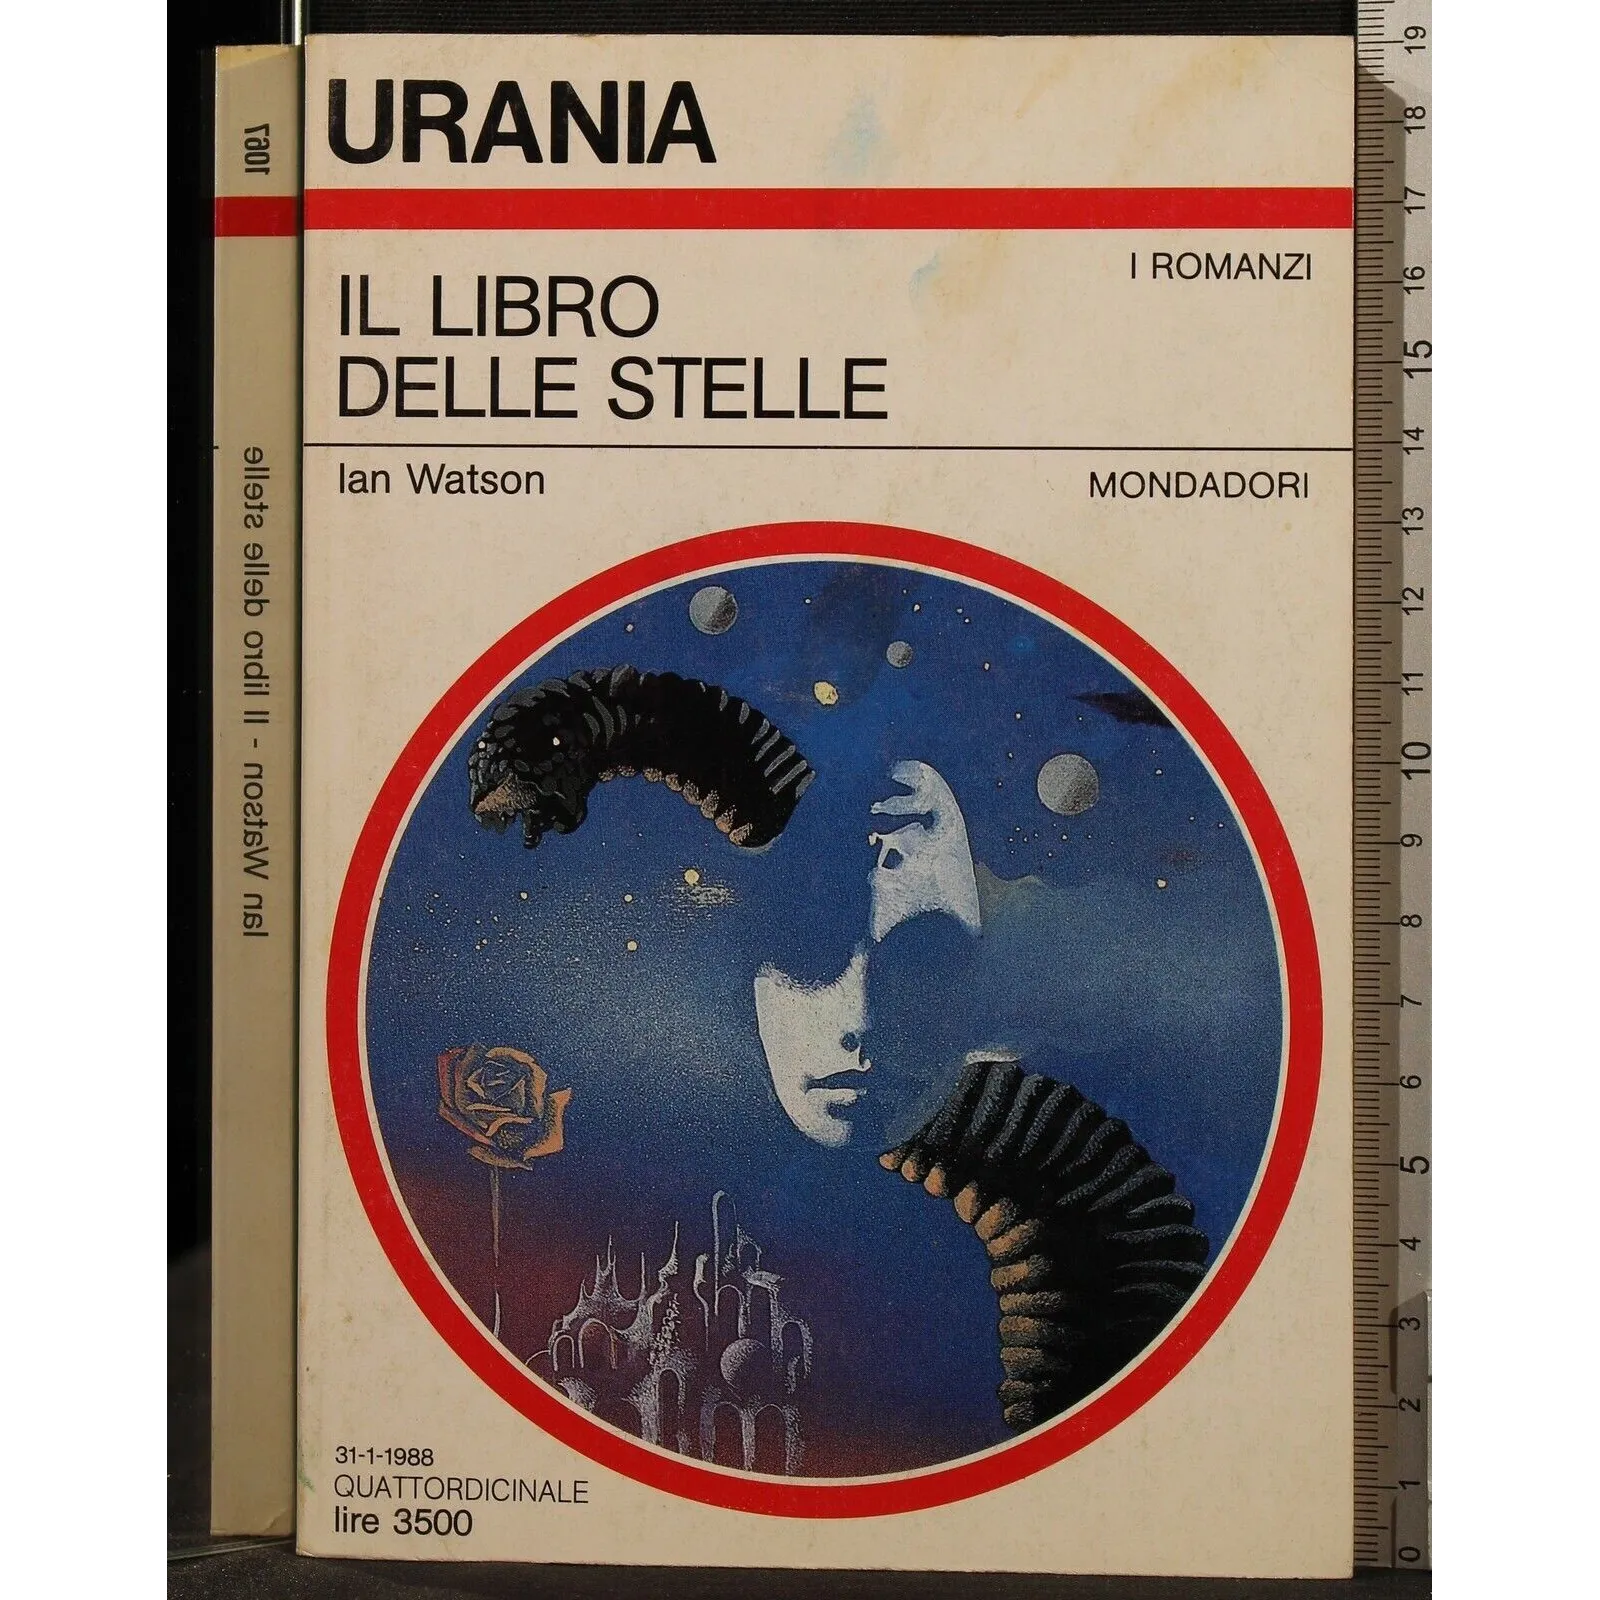 URANIA
I ROMANZI
IL LIBRO
DELLE STELLE
Ian Watson
MONDADORI
31-1-1988
QUATTORDICINALE
lire 3500
1067
Ian Watson - Il libro delle stelle
19
18
17
16
15
14
13
12
11
10
9
8
7
6
5
4
3
2
1
0